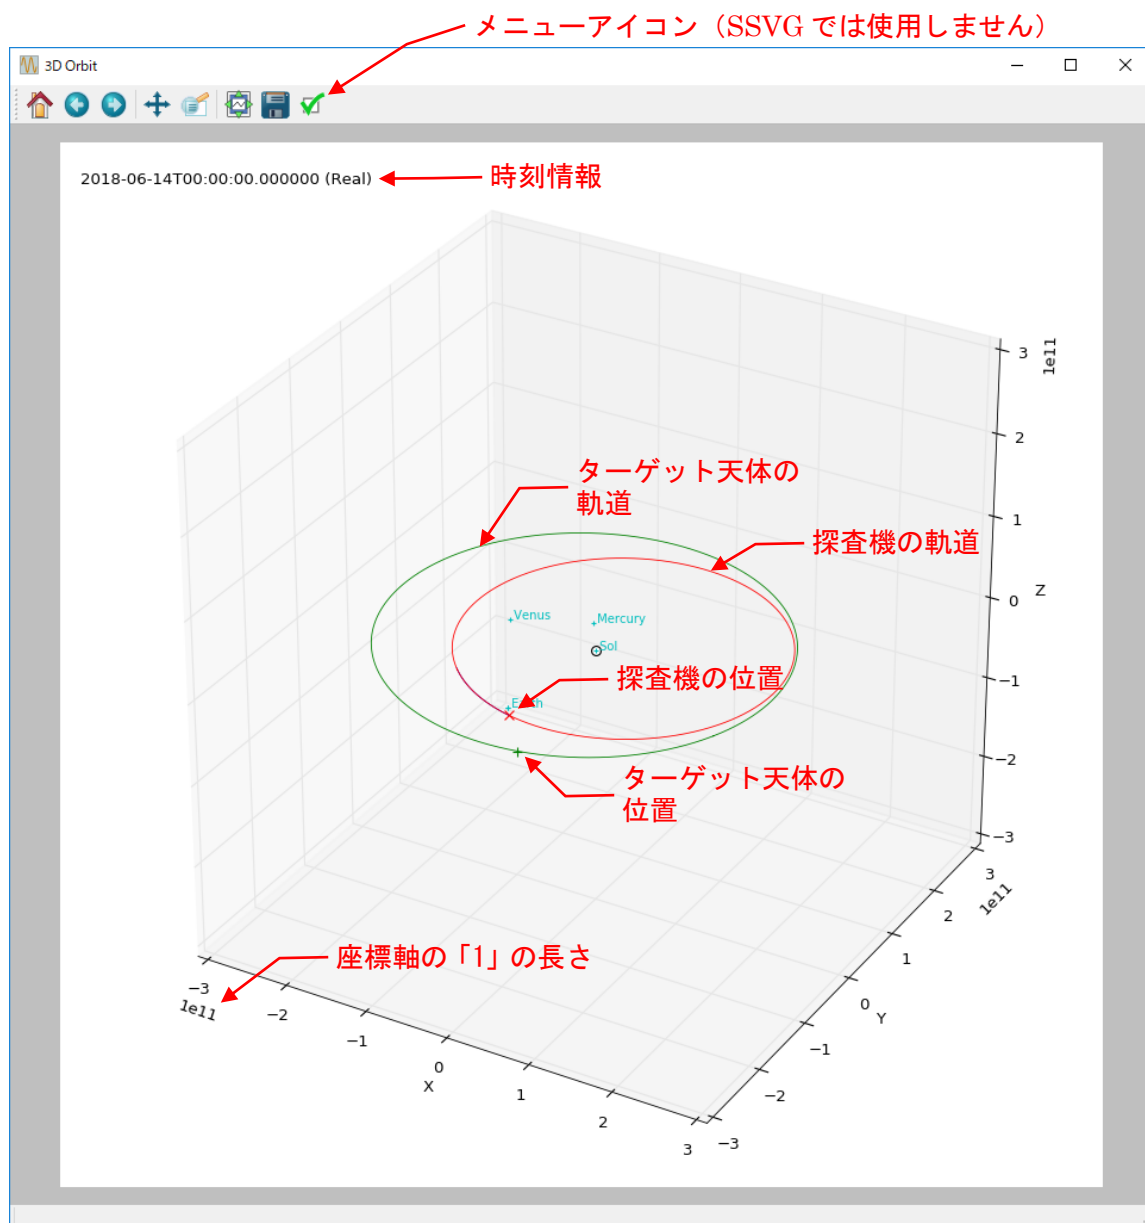 メニューアイコン（SSVG では使用しません）
3D Orbit
2018-06-14T00:00:00.000000 (Real)
時刻情報
3
1e11
2
ターゲット天体の
軌道
1
探査機の軌道
0
Z
Venus
Mercury
Sol
探査機の位置
−1
Earth
−2
ターゲット天体の
位置
−3
3
1e11
2
座標軸の「1」の長さ
1
−3
1e11
−2
0
Y
−1
−1
0
X
1
−2
2
3
−3